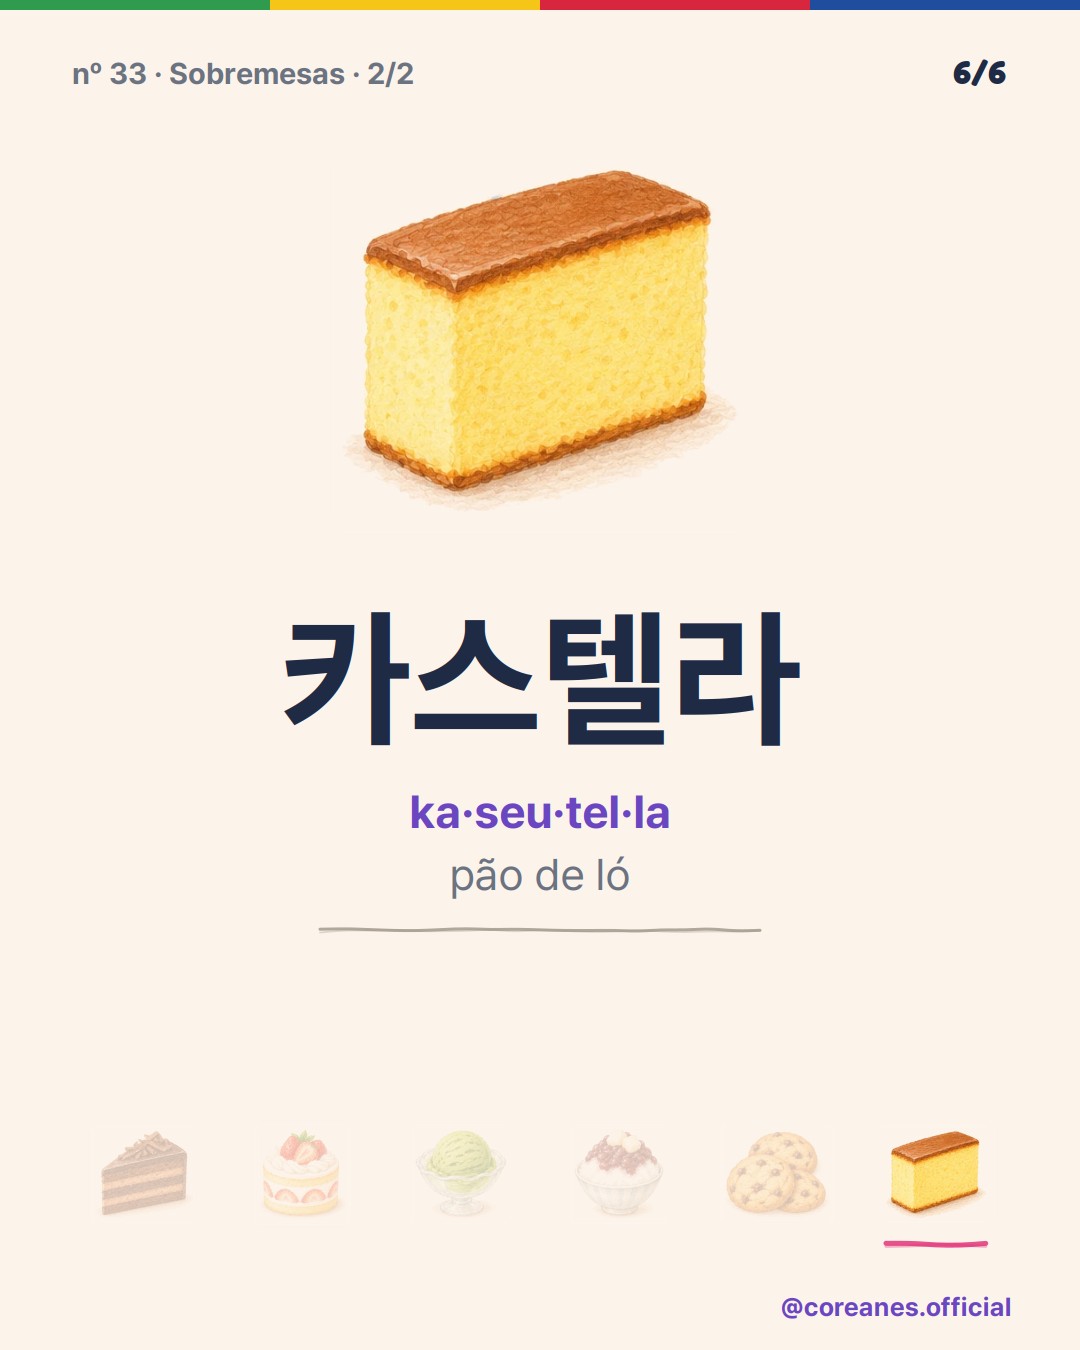 nº 33 · Sobremesas · 2/2
6/6
카스텔라
ka·seu·tel·la
pão de ló
@coreanes.official